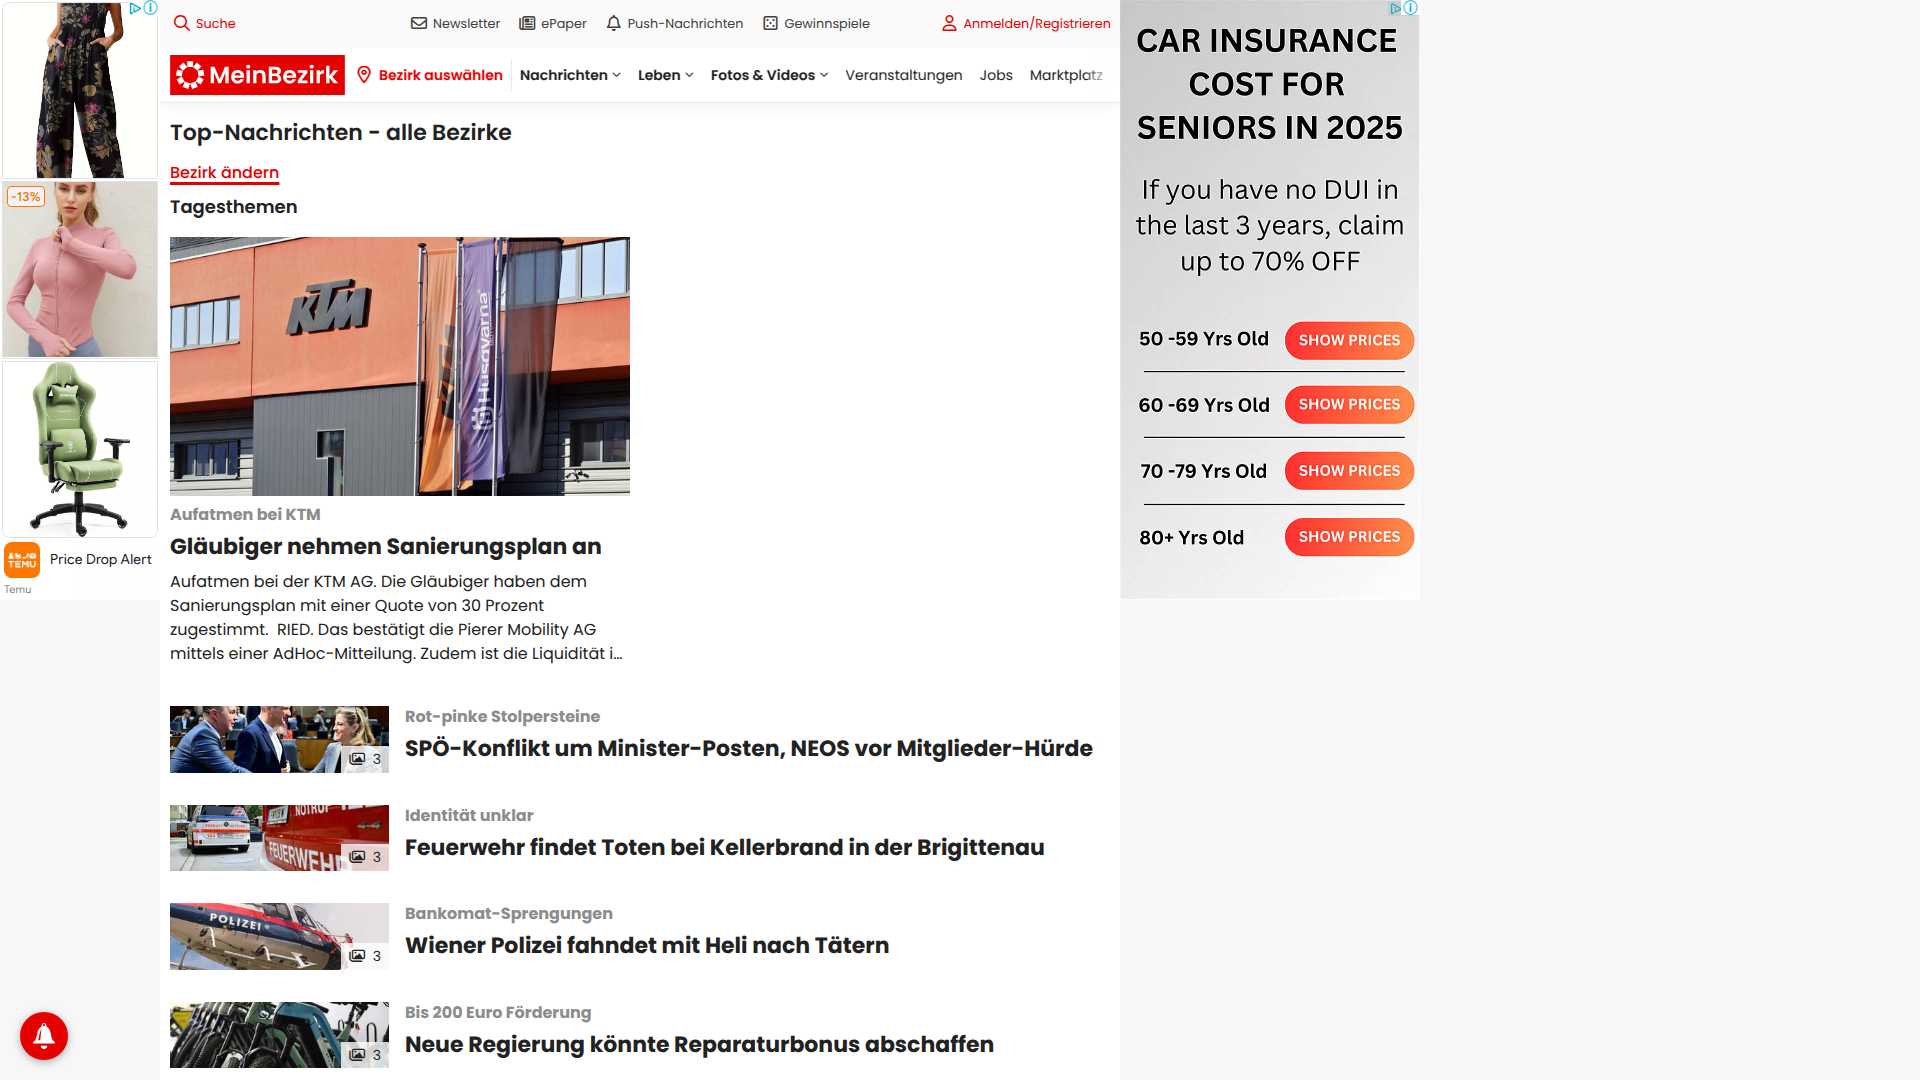 Suche
Newsletter
ePaper
Push-Nachrichten
Gewinnspiele
Anmelden/Registrieren
MeinBezirk
Bezirk auswählen
Nachrichten
Leben
Fotos & Videos
Veranstaltungen
Jobs
Marktplatz
Top-Nachrichten - alle Bezirke
Bezirk ändern
Tagesthemen
KTM
Husqvarna
Aufatmen bei KTM
Gläubiger nehmen Sanierungsplan an
Aufatmen bei der KTM AG. Die Gläubiger haben dem
Sanierungsplan mit einer Quote von 30 Prozent
zugestimmt.  RIED. Das bestätigt die Pierer Mobility AG
mittels einer AdHoc-Mitteilung. Zudem ist die Liquidität i...
3
Rot-pinke Stolpersteine
SPÖ-Konflikt um Minister-Posten, NEOS vor Mitglieder-Hürde
NOTRUF
FEUERWEHR
3
Identität unklar
Feuerwehr findet Toten bei Kellerbrand in der Brigittenau
POLIZEI
3
Bankomat-Sprengungen
Wiener Polizei fahndet mit Heli nach Tätern
3
Bis 200 Euro Förderung
Neue Regierung könnte Reparaturbonus abschaffen
-13%
TEMU
Price Drop Alert
Temu
CAR INSURANCE
COST FOR
SENIORS IN 2025
If you have no DUI in
the last 3 years, claim
up to 70% OFF
50 -59 Yrs Old SHOW PRICES
60 -69 Yrs Old SHOW PRICES
70 -79 Yrs Old SHOW PRICES
80+ Yrs Old SHOW PRICES